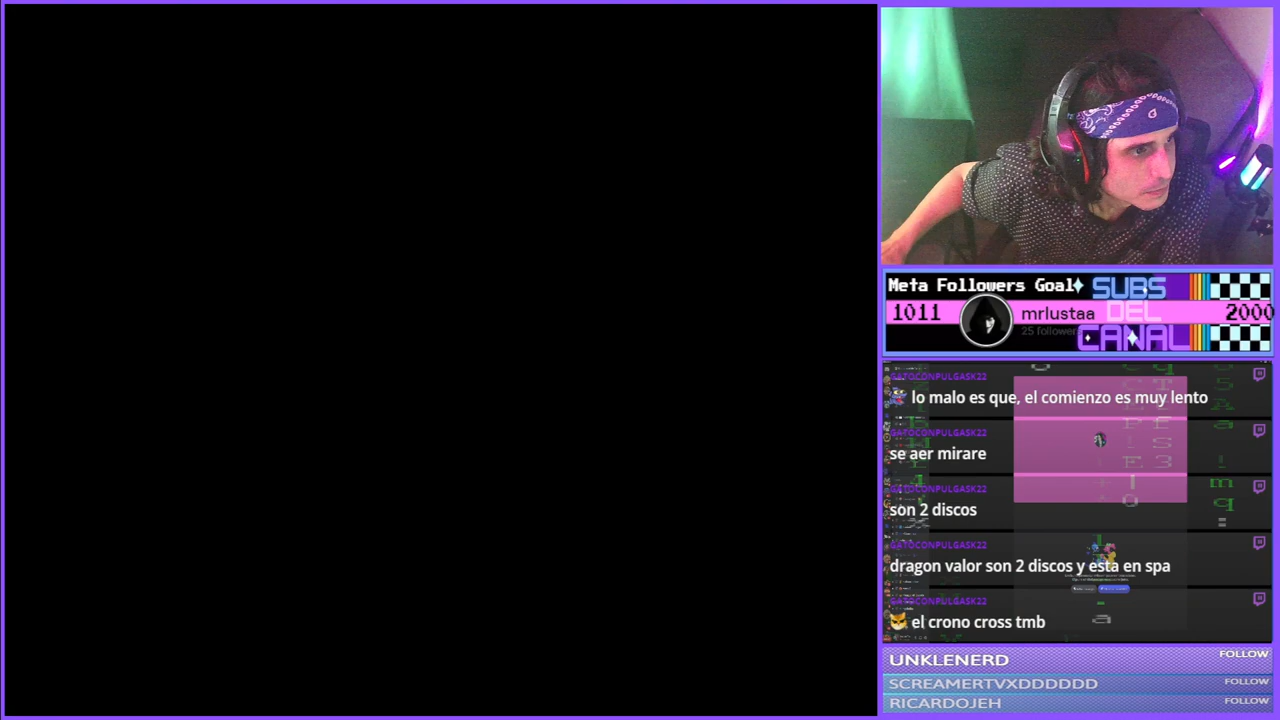 Meta Followers Goal
SUBS
1011
mrlustaa
DEL
2000
25 followers
CANAL
GATOCONPULGASK22
lo malo es que, el comienzo es muy lento
GATOCONPULGASK22
se aer mirare
GATOCONPULGASK22
son 2 discos
GATOCONPULGASK22
dragon valor son 2 discos y esta en spa
GATOCONPULGASK22
el crono cross tmb
UNKLENERD FOLLOW
SCREAMERTVXDDDDDD FOLLOW
RICARDOJEH FOLLOW